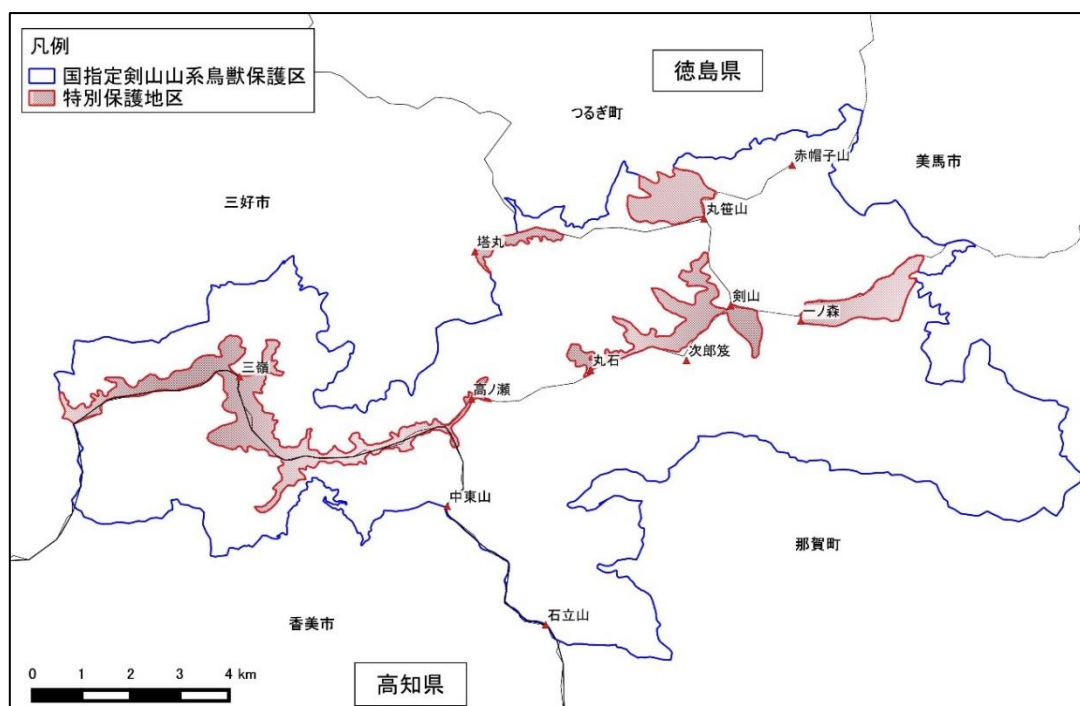 凡例
国指定剣山山系鳥獣保護区
特別保護地区
徳島県
つるぎ町
赤帽子山
美馬市
三好市
丸笹山
塔丸
剣山
一ノ森
次郎笈
丸石
三嶺
高ノ瀬
中東山
那賀町
石立山
香美市
高知県
0 1 2 3 4 km